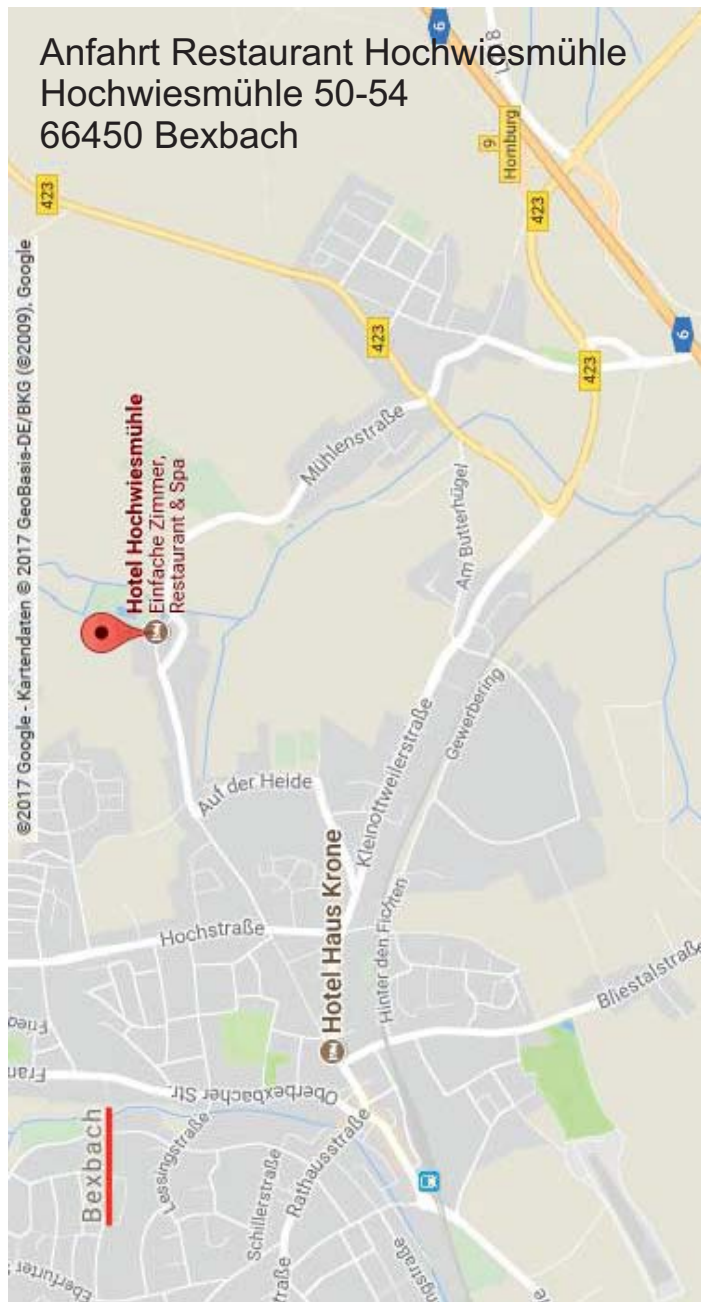 Anfahrt Restaurant Hochwiesmühle
Hochwiesmühle 50-54
66450 Bexbach
©2017 Google - Kartendaten © 2017 GeoBasis-DE/BKG (©2009), Google
Bexbach
Hotel Hochwiesmühle
Einfache Zimmer,
Restaurant & Spa
Hotel Haus Krone
Hochstraße
Auf der Heide
Mühlenstraße
Am Butterhügel
Kleinottweilerstraße
Gewerbering
Hinter den Fichten
Bliestalstraße
Oberbexbacher Str.
Lessingstraße
Schillerstraße
Rathausstraße
423
423
423
423
6
6
9
Homburg